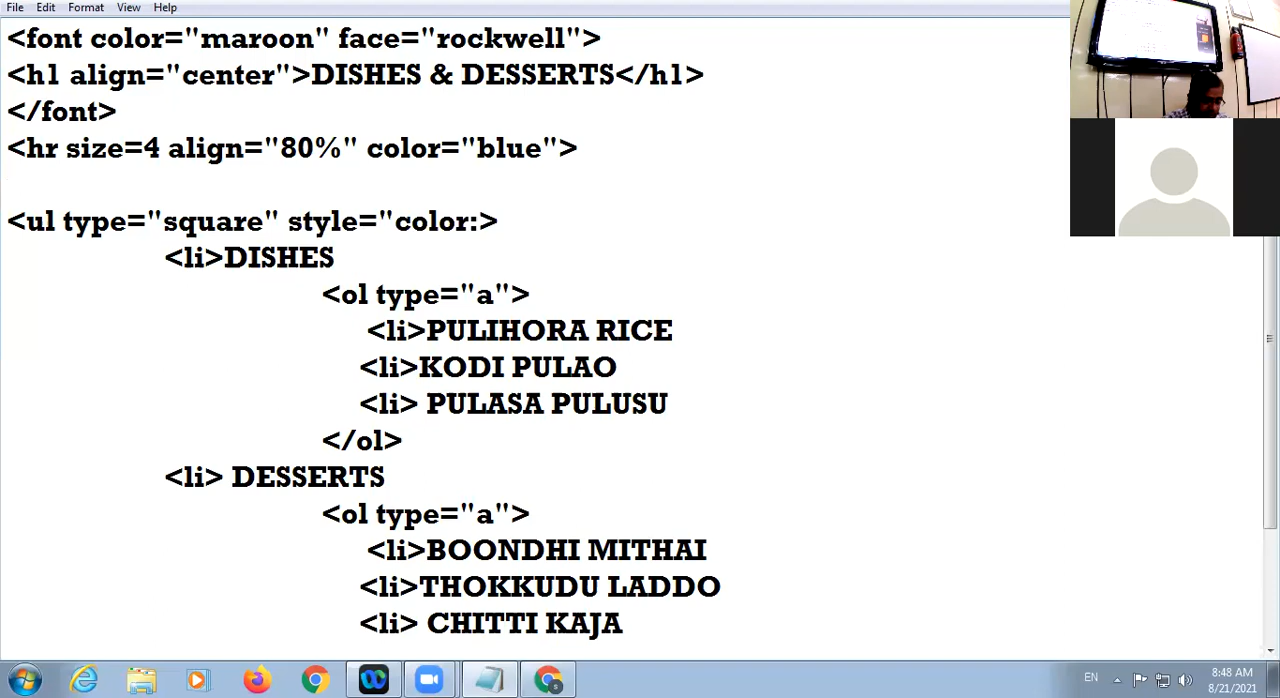 File Edit Format View Help
<font color="maroon" face="rockwell">
<h1 align="center">DISHES & DESSERTS</h1>
</font>
<hr size=4 align="80%" color="blue">
<ul type="square" style="color:>
<li>DISHES
<ol type="a">
<li>PULIHORA RICE
<li>KODI PULAO
<li> PULASA PULUSU
</ol>
<li> DESSERTS
<ol type="a">
<li>BOONDHI MITHAI
<li>THOKKUDU LADDO
<li> CHITTI KAJA
EN
8:48 AM
8/21/2021